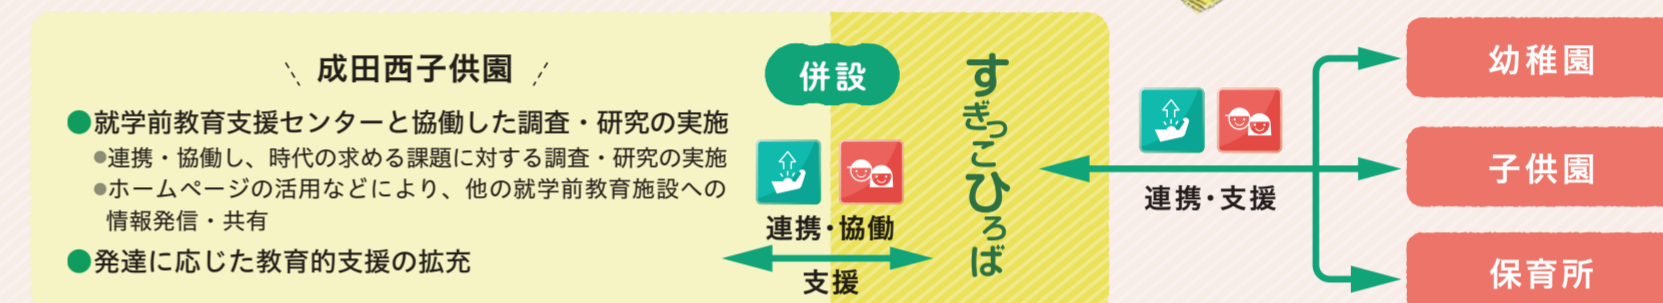 成田西子供園
●就学前教育支援センターと協働した調査・研究の実施
●連携・協働し、時代の求める課題に対する調査・研究の実施
●ホームページの活用などにより、他の就学前教育施設への
情報発信・共有
●発達に応じた教育的支援の拡充
併設
連携・協働
支援
すぎっこひろば
連携・支援
幼稚園
子供園
保育所